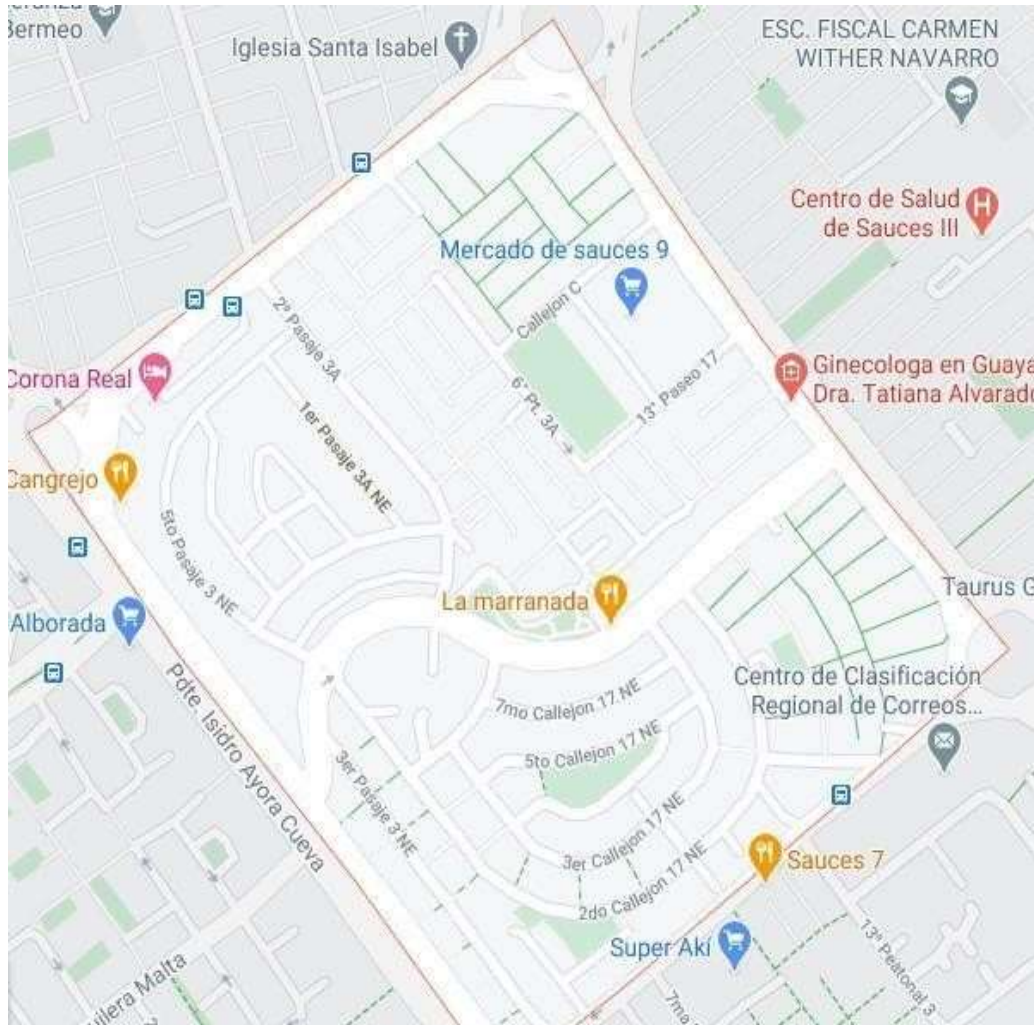 Bermeo
Iglesia Santa Isabel
ESC. FISCAL CARMEN
WITHER NAVARRO
Centro de Salud
de Sauces III
Mercado de sauces 9
Callejon C
2° Pasaje 3A
6° Pt. 3A
13° Paseo 17
Corona Real
1er Pasaje 3A NE
Ginecologa en Guaya
Dra. Tatiana Alvarado
Cangrejo
5to Pasaje 3 NE
La marranada
Alborada
Taurus G
Pdte. Isidro Ayora Cueva
7mo Callejon 17 NE
Centro de Clasificación
Regional de Correos...
5to Callejon 17 NE
3er Pasaje 3 NE
3er Callejon 17 NE
Sauces 7
2do Callejon 17 NE
Super Akí
13ª Peatonal 3
uilera Malta
7ma